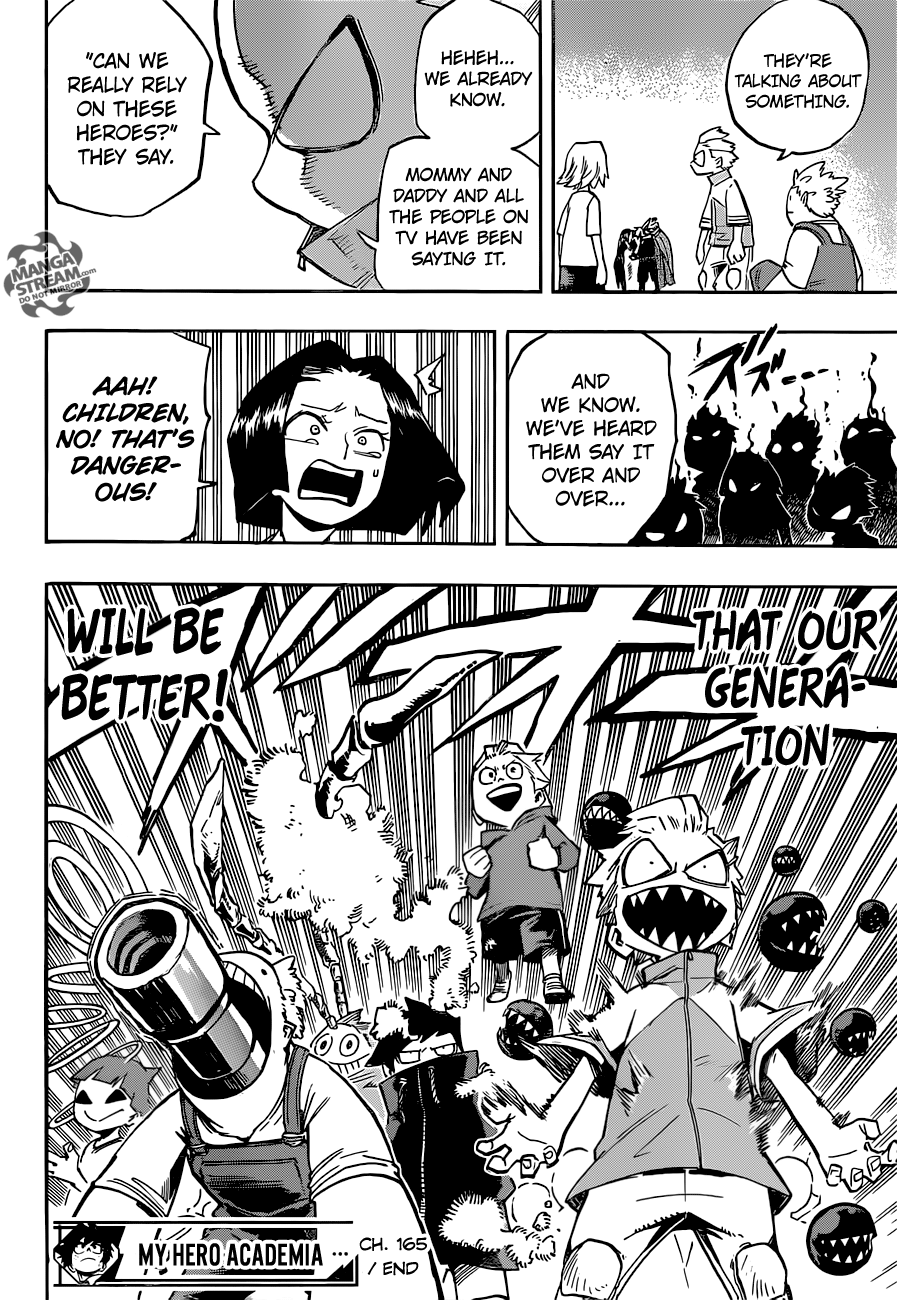 THEY'RE
TALKING ABOUT
SOMETHING.
HEHEH...
WE ALREADY
KNOW.
MOMMY AND
DADDY AND ALL
THE PEOPLE ON
TV HAVE BEEN
SAYING IT.
"CAN WE
REALLY RELY
ON THESE
HEROES?"
THEY SAY.
MANGA
STREAM.com
DO NOT MIRROR
ズズ---
AND
WE KNOW.
WE'VE HEARD
THEM SAY IT
OVER AND
OVER...
AAH!
CHILDREN,
NO! THAT'S
DANGER-
OUS!
THAT OUR
GENERA-
TION
WILL BE
BETTER!
MY HERO ACADEMIA ...
CH. 165
/ END